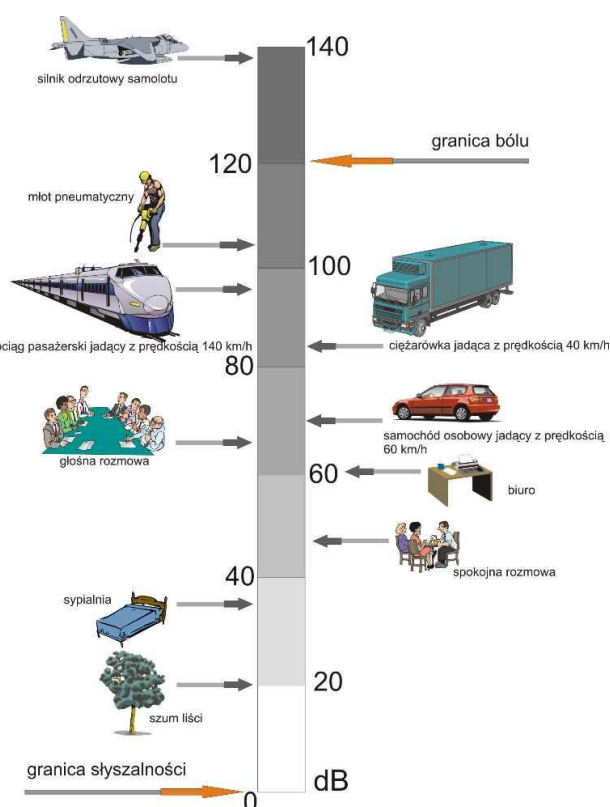 140
silnik odrzutowy samolotu
granica bólu
120
młot pneumatyczny
100
ociąg pasażerski jadący z prędkością 140 km/h
ciężarówka jadąca z prędkością 40 km/h
80
samochód osobowy jadący z prędkością
60 km/h
głośna rozmowa
60
biuro
spokojna rozmowa
40
sypialnia
20
szum liści
granica słyszalności
dB
0